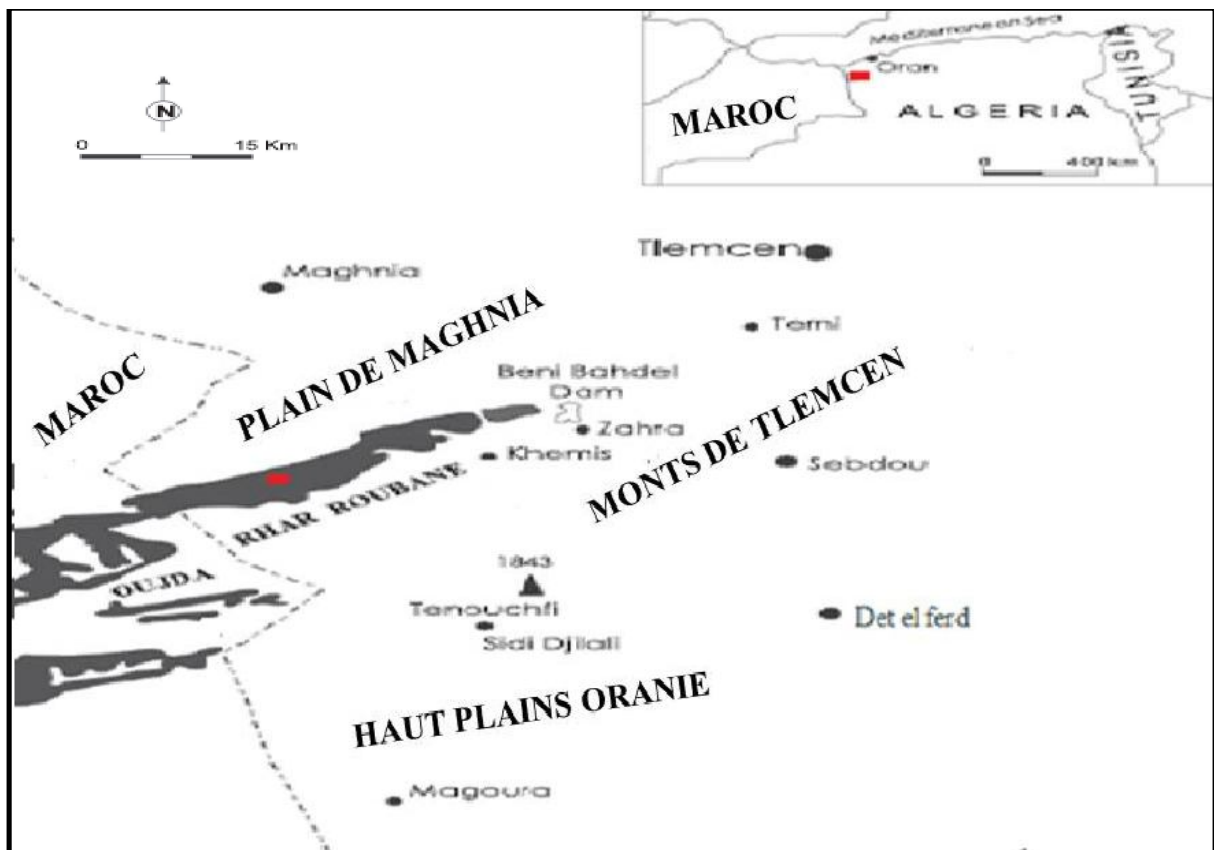 Mediterranean Sea
Oran
TUNISIA
MAROC
ALGERIA
0 400 km
N
0 15 Km
Tlemcen
Maghnia
Terni
PLAIN DE MAGHNIA
MAROC
Beni Bahdel
Dam
Zahra
MONTS DE TLEMCEN
Khemis
Sebdou
RHAR ROUBANE
1843
OUJDA
Tenouchfi
Det el ferd
Sidi Djilali
HAUT PLAINS ORANIE
Magoura